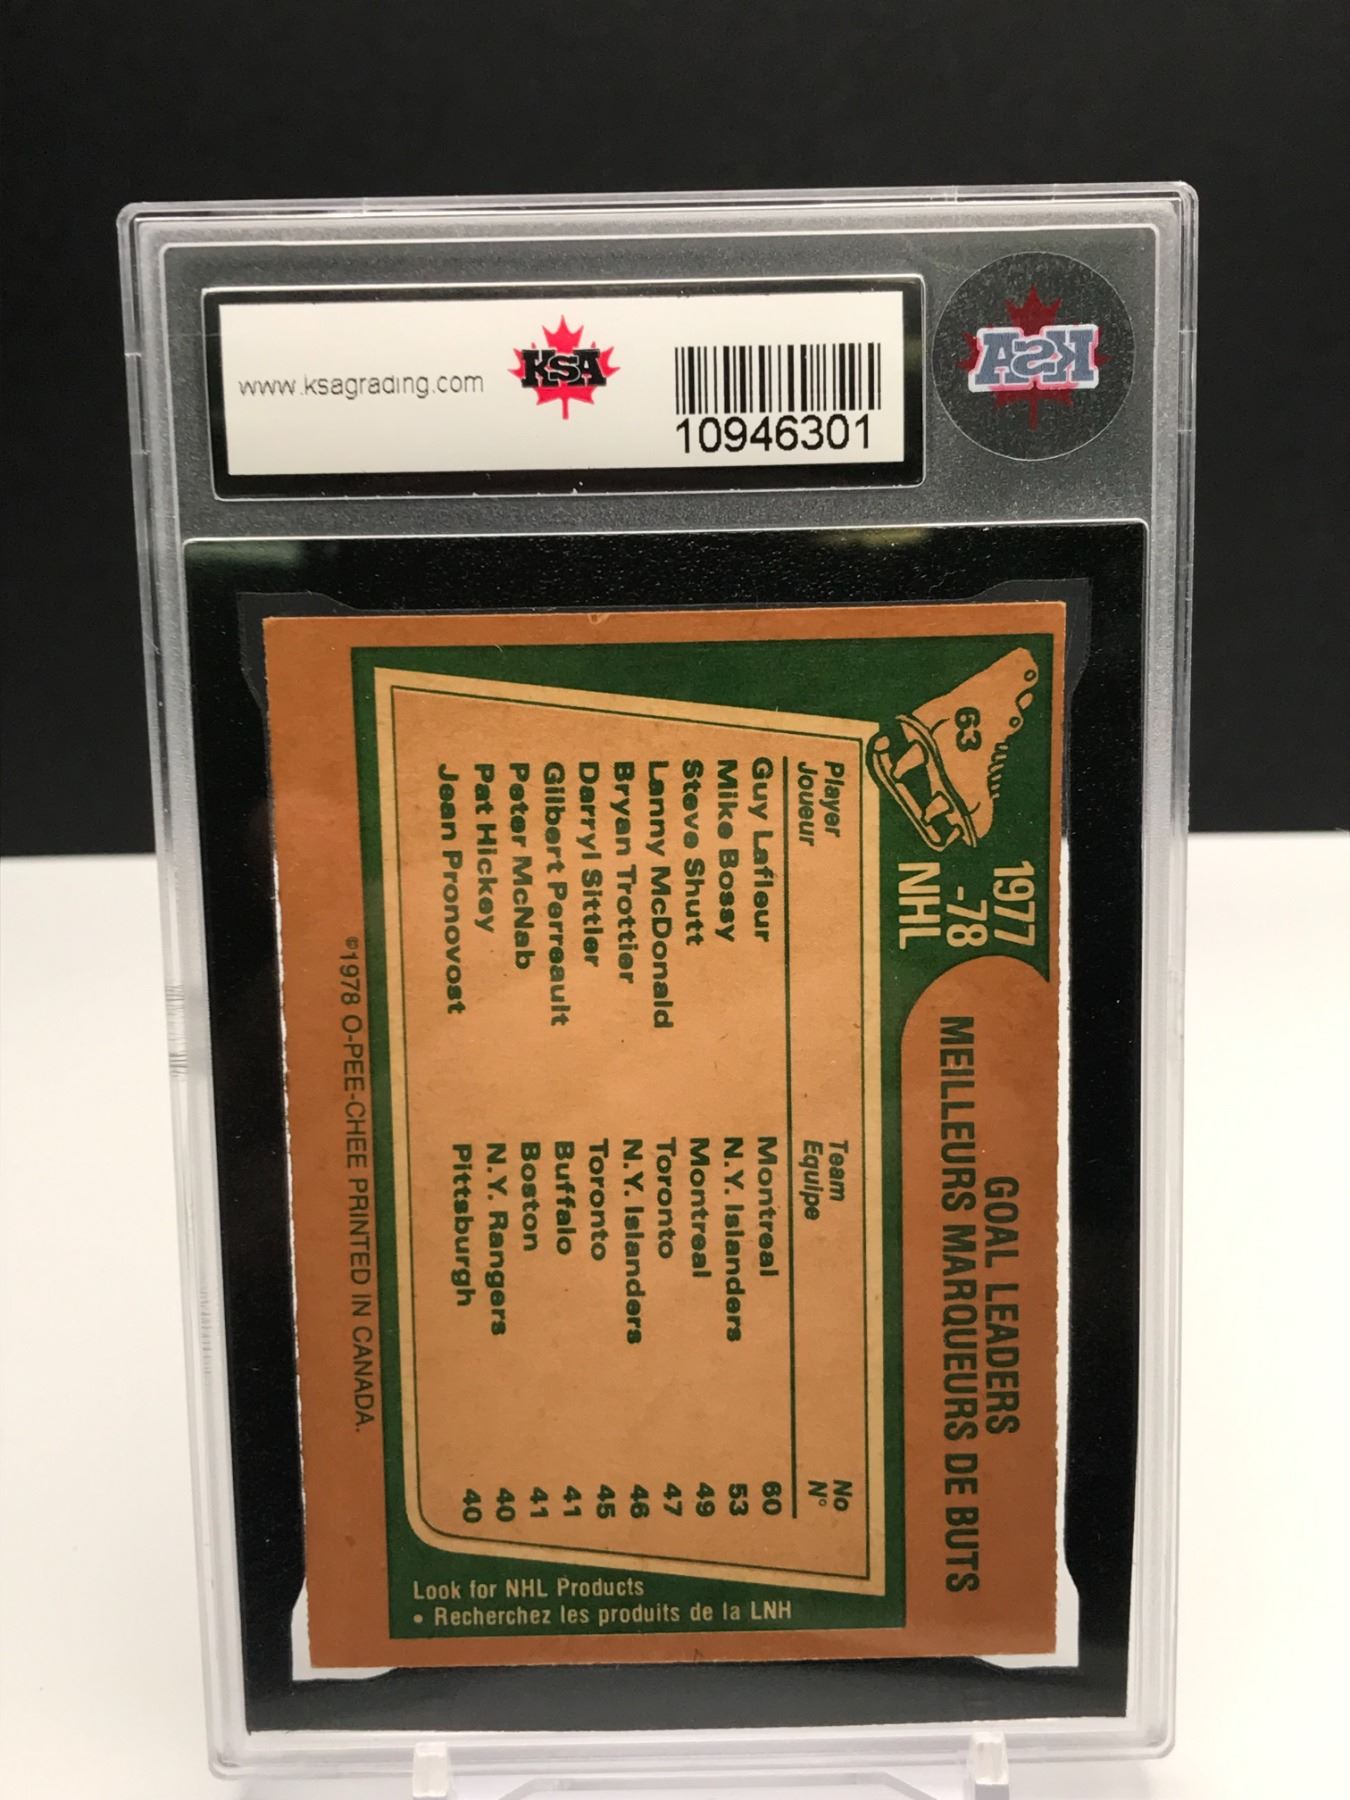 www.ksagrading.com
KSA
10946301
KSA
63
1977
-78
NHL
GOAL LEADERS
MEILLEURS MARQUEURS DE BUTS
Player Team No
Joueur Equipe N°
Guy Lafleur Montreal 60
Mike Bossy N.Y. Islanders 53
Steve Shutt Montreal 49
Lanny McDonald Toronto 47
Bryan Trottier N.Y. Islanders 46
Darryl Sittler Toronto 45
Gilbert Perreault Buffalo 41
Peter McNab Boston 41
Pat Hickey N.Y. Rangers 40
Jean Pronovost Pittsburgh 40
©1978 O-PEE-CHEE PRINTED IN CANADA.
Look for NHL Products
• Recherchez les produits de la LNH